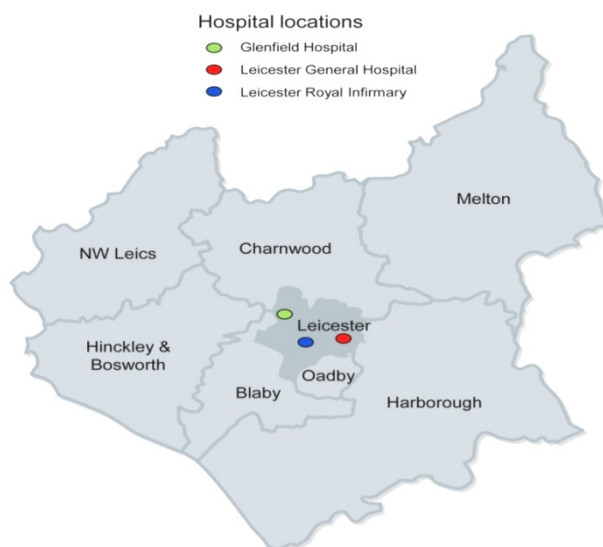 Hospital locations
Glenfield Hospital
Leicester General Hospital
Leicester Royal Infirmary
Melton
NW Leics
Charnwood
Leicester
Hinckley &
Bosworth
Oadby
Blaby
Harborough